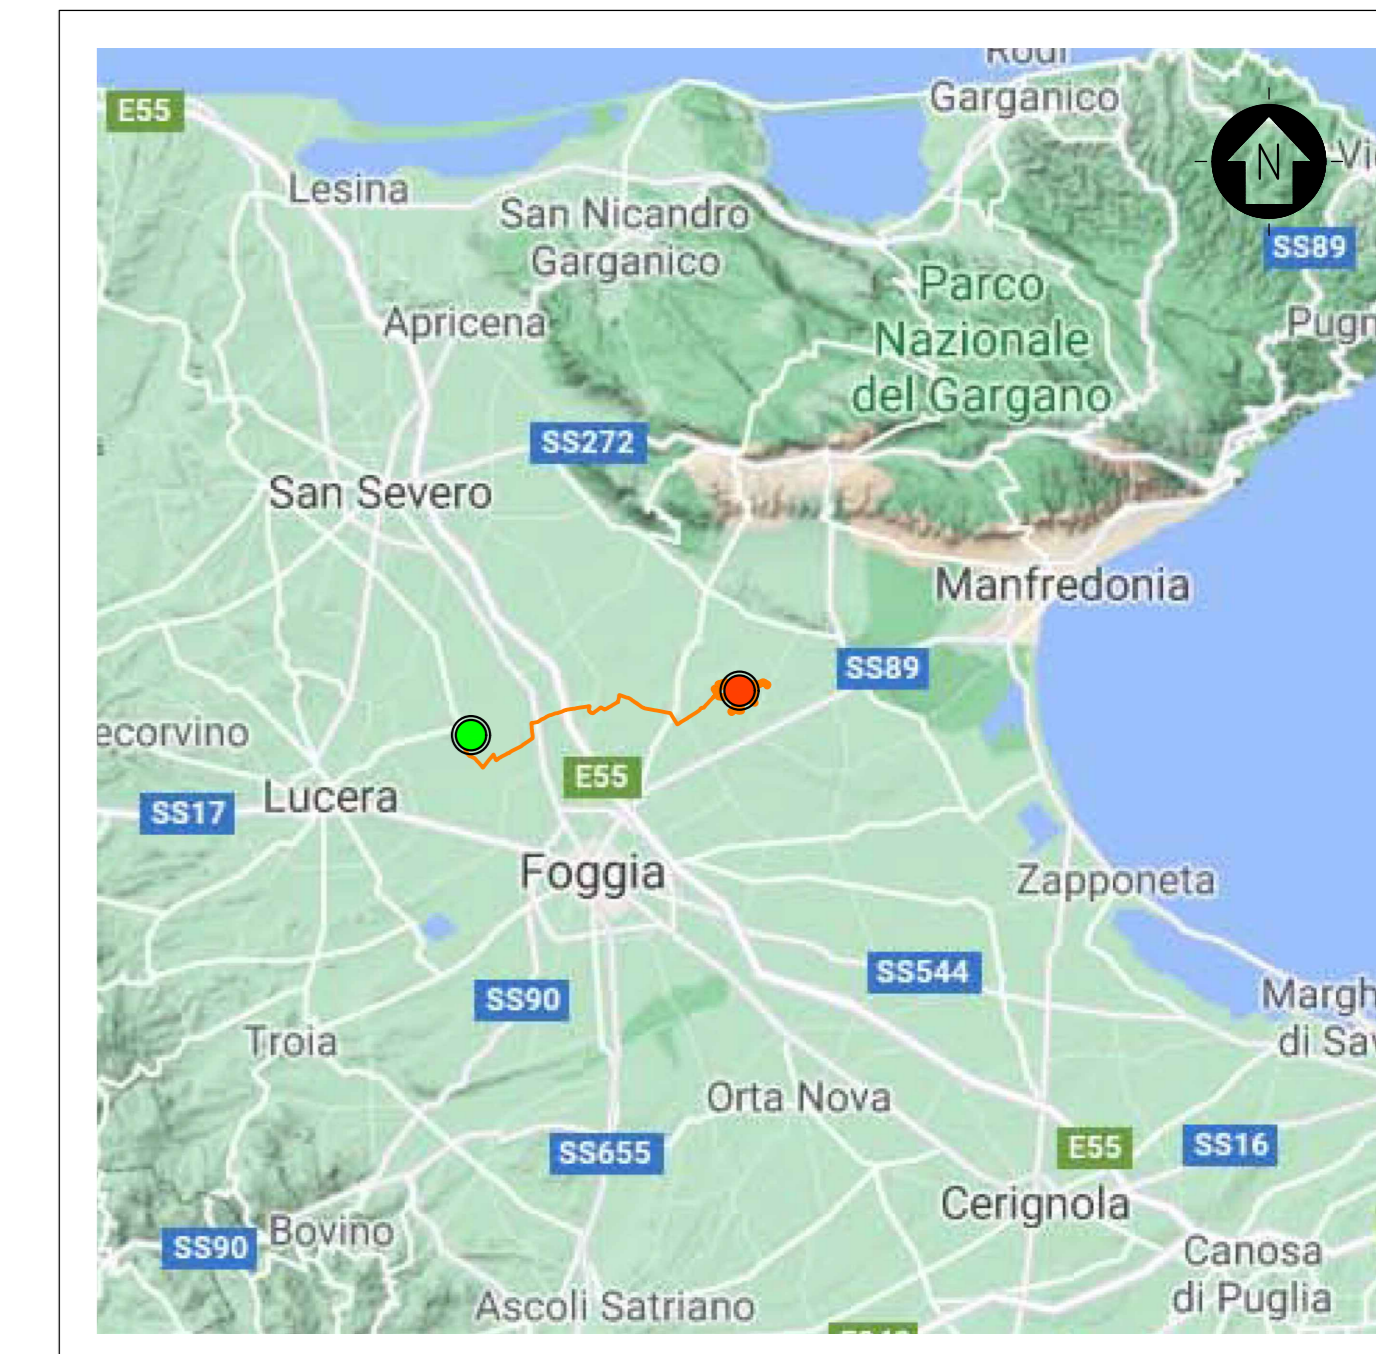 Rodi
Garganico
E55
N
Lesina
San Nicandro
Garganico
SS89
Parco
Nazionale
del Gargano
Apricena
SS272
San Severo
Manfredonia
SS89
ecorvino
E55
SS17
Lucera
Foggia
Zapponeta
SS544
SS90
Troia
Orta Nova
SS655
E55
SS16
Cerignola
SS90
Bovino
Canosa
di Puglia
Ascoli Satriano